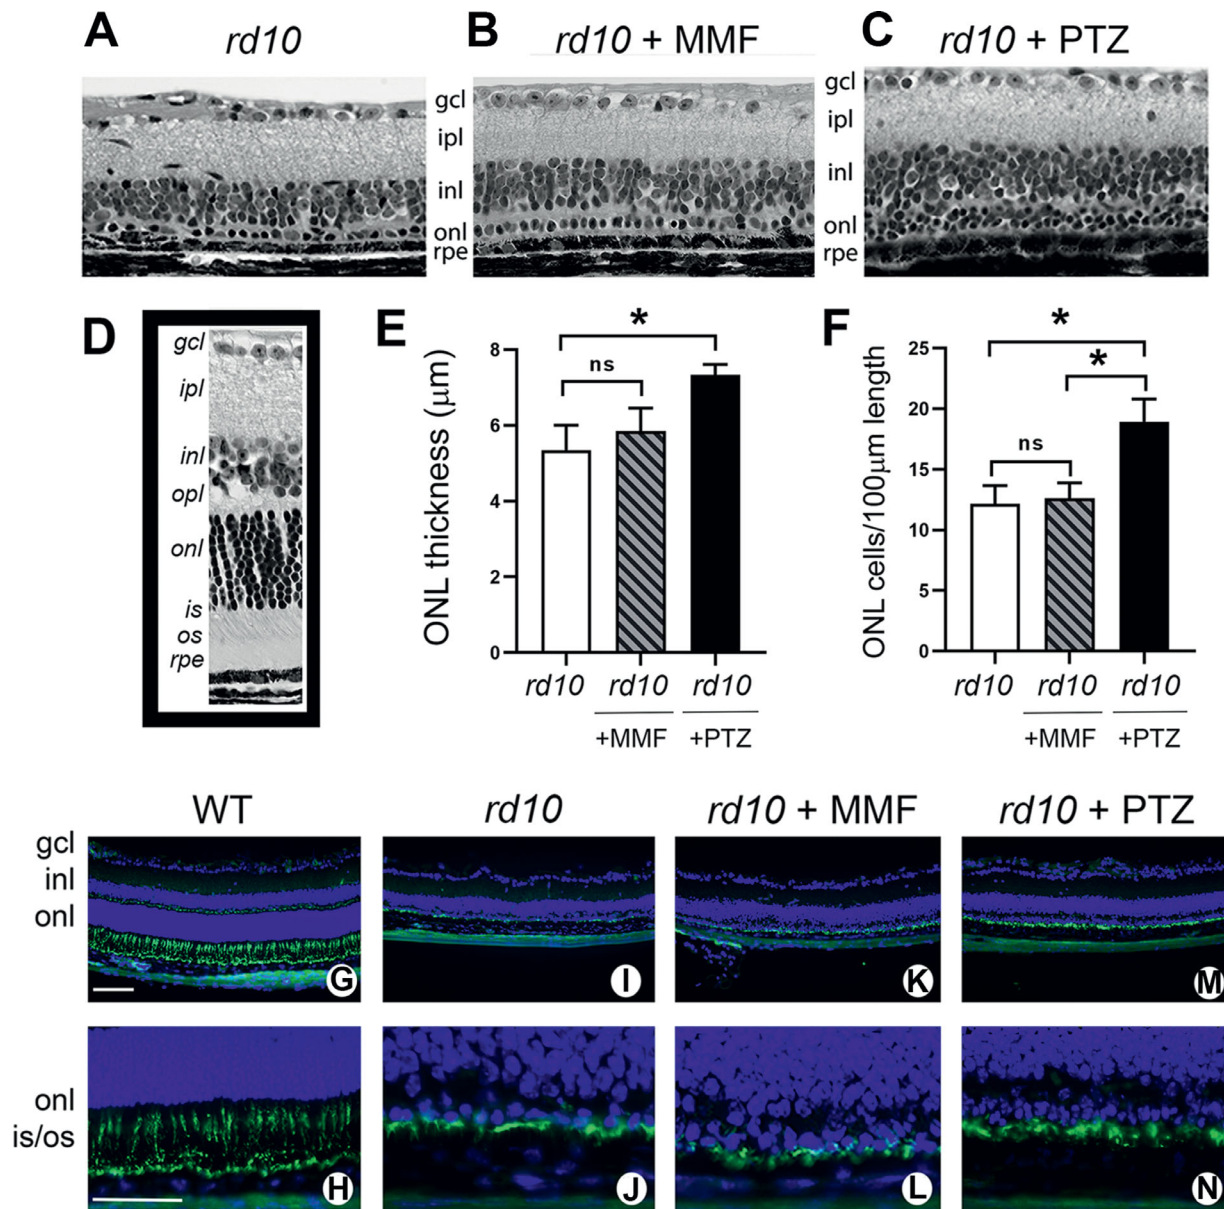 A
rd10
B
rd10 + MMF
C
rd10 + PTZ
gcl
ipl
inl
onl
rpe
gcl
ipl
inl
onl
rpe
D
gcl
ipl
inl
opl
onl
is
os
rpe
E
ONL thickness (μm)
8
6
4
2
0
ns
*
rd10
rd10
rd10
+MMF
+PTZ
F
ONL cells/100μm length
25
20
15
10
5
0
ns
*
*
rd10
rd10
rd10
+MMF
+PTZ
WT
rd10
rd10 + MMF
rd10 + PTZ
gcl
inl
onl
G
I
K
M
onl
is/os
H
J
L
N